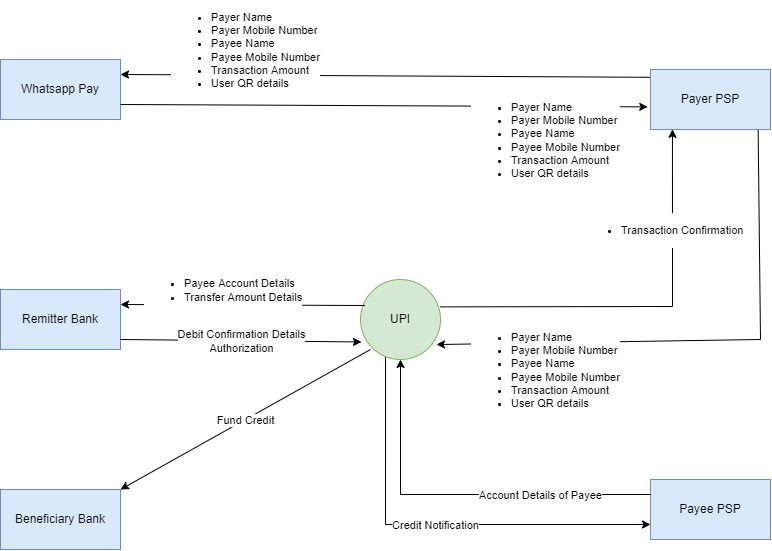 Payer Name
Payer Mobile Number
Payee Name
Payee Mobile Number
Transaction Amount
User QR details
Whatsapp Pay
Payer PSP
Payer Name
Payer Mobile Number
Payee Name
Payee Mobile Number
Transaction Amount
User QR details
Transaction Confirmation
Payee Account Details
Transfer Amount Details
Remitter Bank
UPI
Debit Confirmation Details
Authorization
Payer Name
Payer Mobile Number
Payee Name
Payee Mobile Number
Transaction Amount
User QR details
Fund Credit
Account Details of Payee
Payee PSP
Beneficiary Bank
Credit Notification